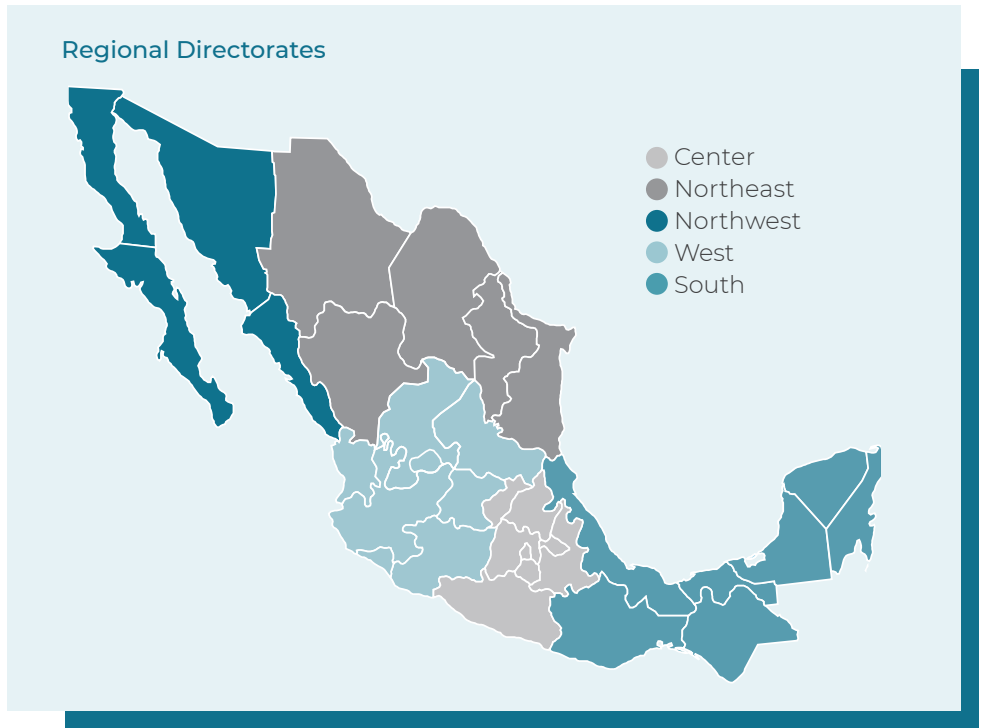 Regional Directorates
Center
Northeast
Northwest
West
South